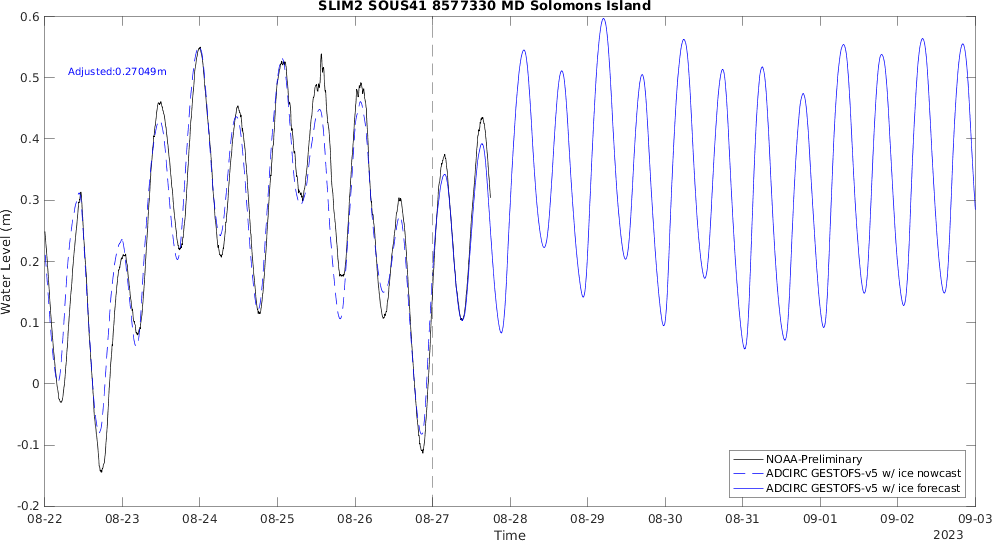 SLIM2 SOUS41 8577330 MD Solomons Island
Adjusted:0.27049m
Water Level (m)
0.6
0.5
0.4
0.3
0.2
0.1
0
-0.1
-0.2
NOAA-Preliminary
ADCIRC GESTOFS-v5 w/ ice nowcast
ADCIRC GESTOFS-v5 w/ ice forecast
08-22 08-23 08-24 08-25 08-26 08-27 08-28 08-29 08-30 08-31 09-01 09-02 09-03
Time
2023